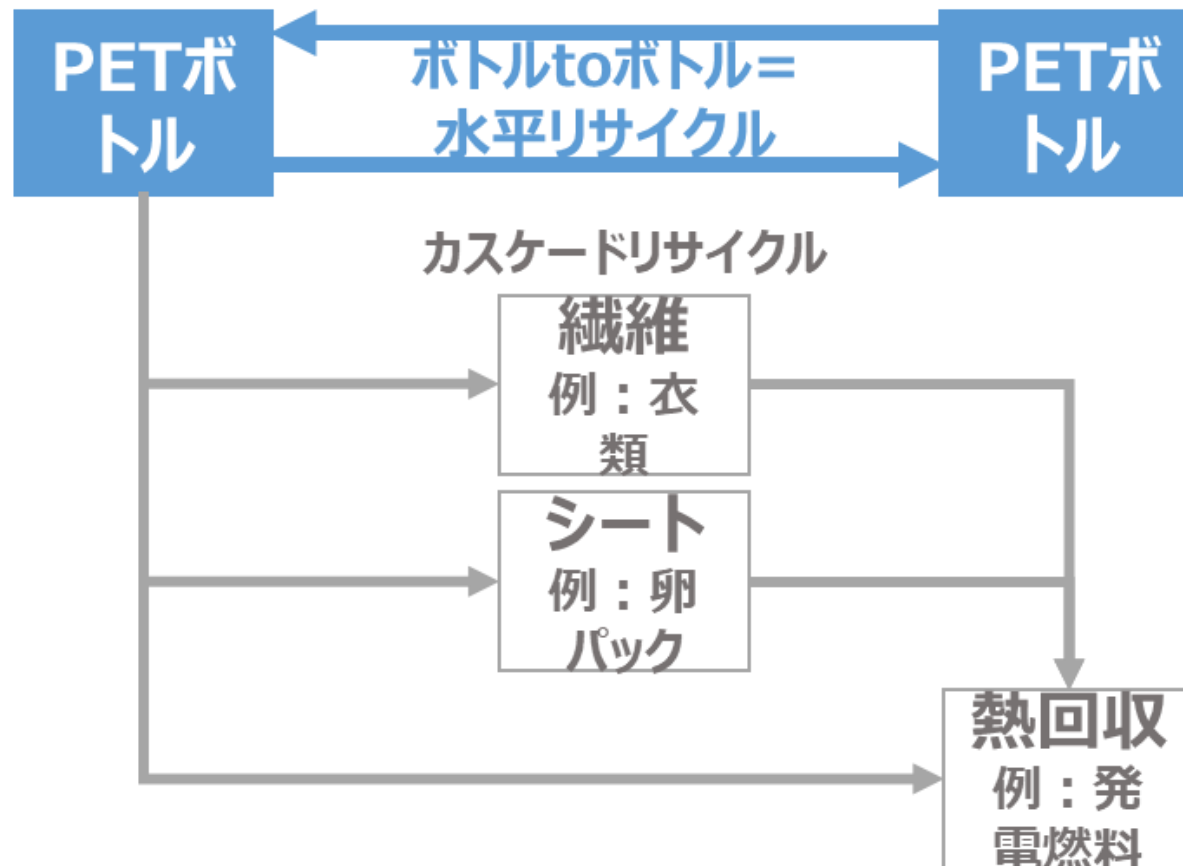 PETボ
トル
ボトルtoボトル＝
水平リサイクル
PETボ
トル
カスケードリサイクル
繊維
例：衣
類
シート
例：卵
パック
熱回収
例：発
電燃料